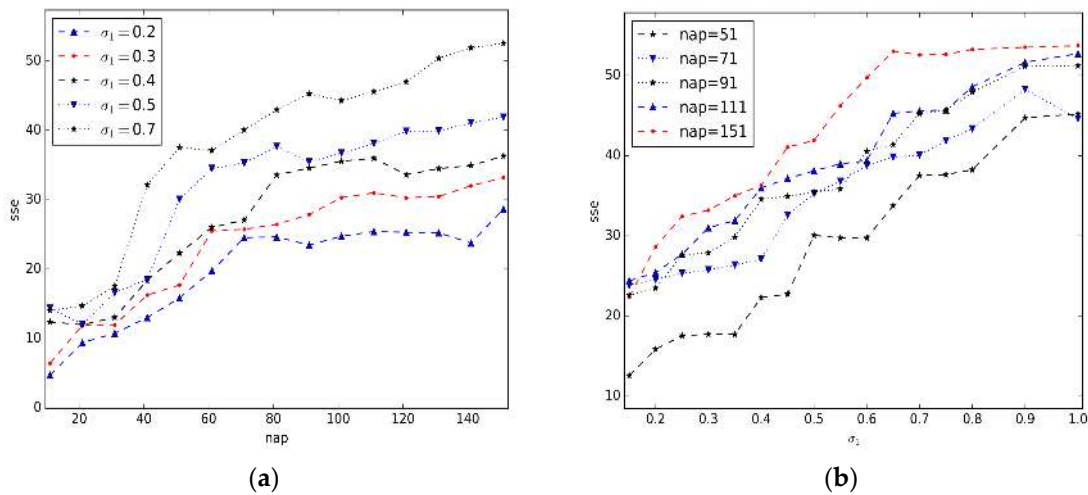 σ₁ = 0.2
σ₁ = 0.3
σ₁ = 0.4
σ₁ = 0.5
σ₁ = 0.7
50
40
30
20
10
0
sse
20 40 60 80 100 120 140
nap
(a)
nap=51
nap=71
nap=91
nap=111
nap=151
50
40
30
20
10
sse
0.2 0.3 0.4 0.5 0.6 0.7 0.8 0.9 1.0
σ₁
(b)